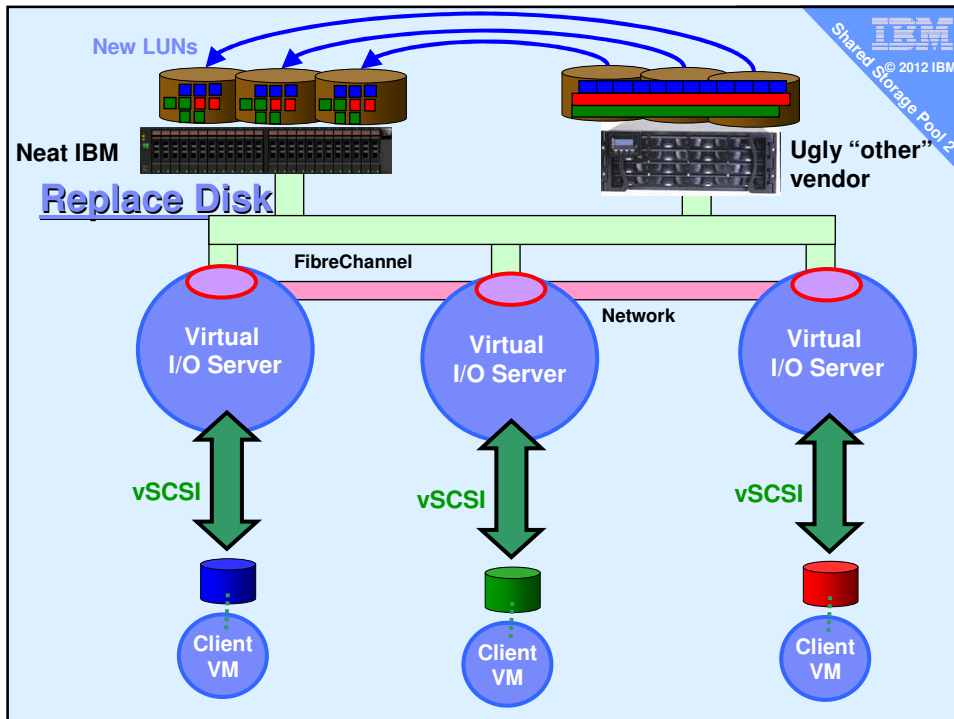 New LUNs
IBM
© 2012 IBM
Shared Storage Pool 2
Neat IBM
Ugly “other”
vendor
Replace Disk
FibreChannel
Network
Virtual
I/O Server
Virtual
I/O Server
Virtual
I/O Server
vSCSI
vSCSI
vSCSI
Client
VM
Client
VM
Client
VM